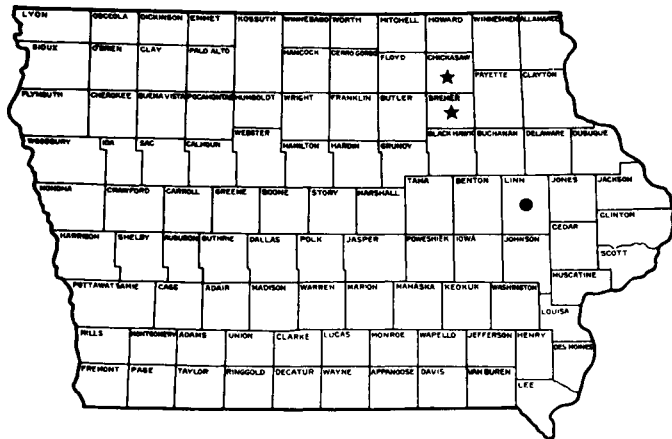 LYON OSCEOLA DICKINSON EMMET KOSSUTH WINNEBAGO WORTH MITCHELL HOWARD WINNESHIEK ALLAMAKEE
SIOUX O'BRIEN CLAY PALO ALTO HANCOCK CERRO GORDO FLOYD CHICKASAW
PLYMOUTH CHEROKEE BUENA VISTA POCAHONTAS HUMBOLDT WRIGHT FRANKLIN BUTLER BREMER FAYETTE CLAYTON
WOODBURY IDA SAC CALHOUN WEBSTER HAMILTON HARDIN GRUNDY BLACK HAWK BUCHANAN DELAWARE DUBUQUE
MONONA CRAWFORD CARROLL GREENE BOONE STORY MARSHALL TAMA BENTON LINN JONES JACKSON
CLINTON
HARRISON SHELBY AUDUBON GUTHRIE DALLAS POLK JASPER POWESHIEK IOWA JOHNSON CEDAR
SCOTT
MUSCATINE
POTTAWATTAMIE CASS ADAIR MADISON WARREN MARION MAHASKA KEOKUK WASHINGTON
LOUISA
MILLS MONTGOMERY ADAMS UNION CLARKE LUCAS MONROE WAPELLO JEFFERSON HENRY
DES MOINES
FREMONT PAGE TAYLOR RINGGOLD DECATUR WAYNE APPANOOSE DAVIS VAN BUREN
LEE